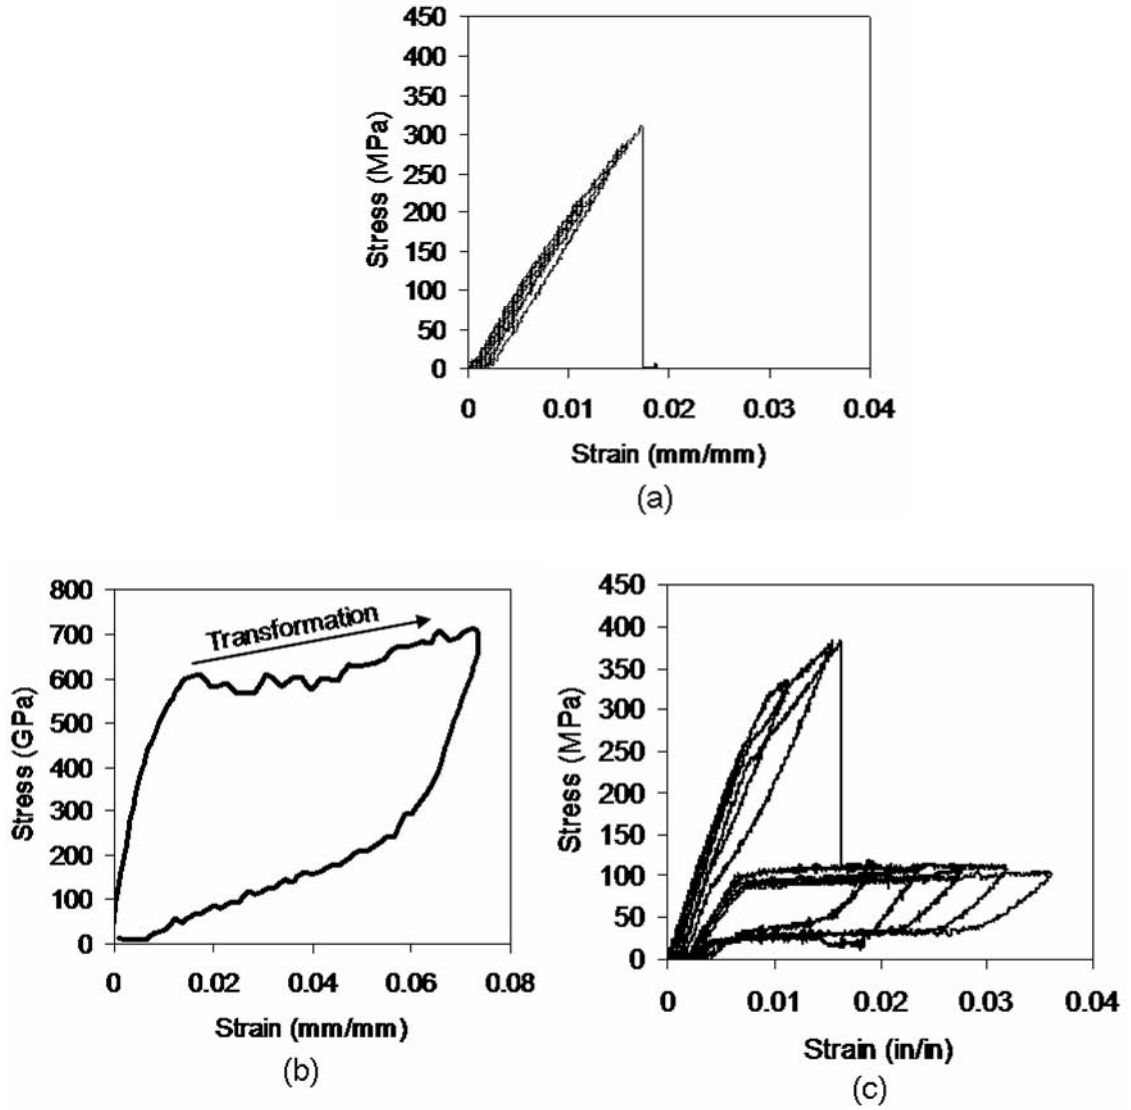 450
400
350
300
250
200
150
100
50
0
Stress (MPa)
0 0.01 0.02 0.03 0.04
Strain (mm/mm)
(a)
800
700
600
500
400
300
200
100
0
Stress (GPa)
Transformation
0 0.02 0.04 0.06 0.08
Strain (mm/mm)
(b)
450
400
350
300
250
200
150
100
50
0
Stress (MPa)
0 0.01 0.02 0.03 0.04
Strain (in/in)
(c)